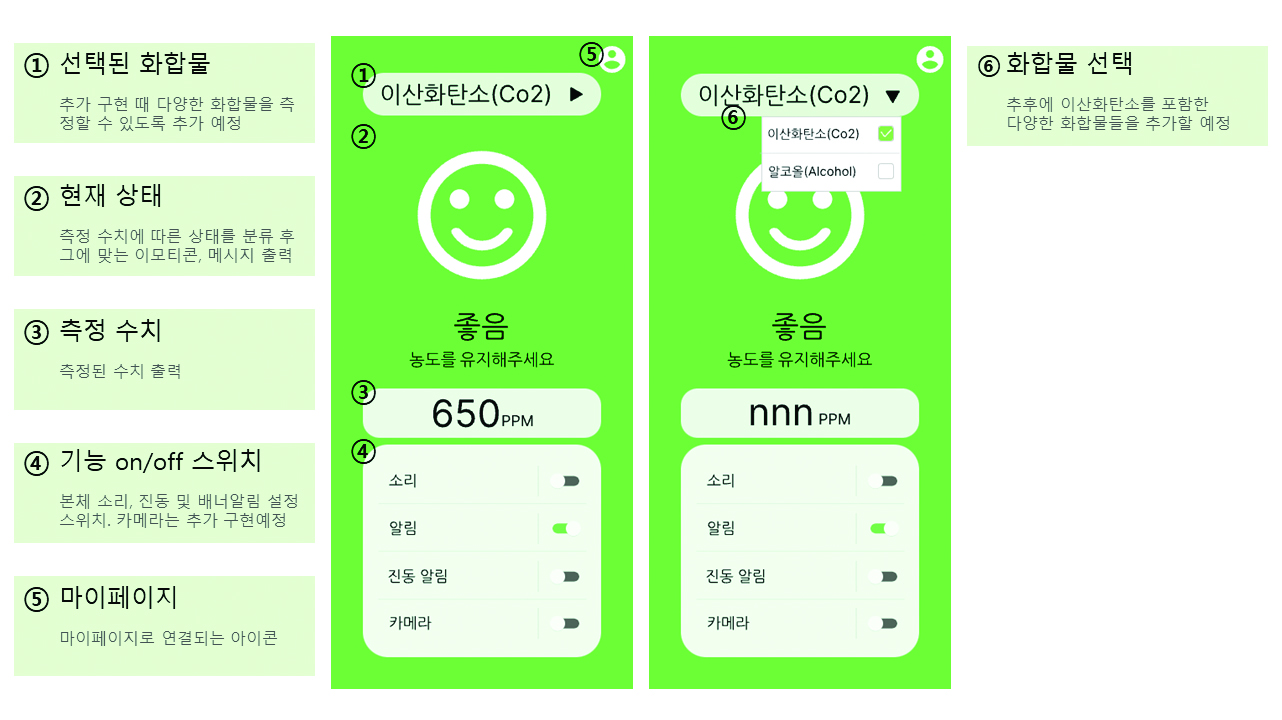 ① 선택된 화합물
추가 구현 때 다양한 화합물을 측
정할 수 있도록 추가 예정
② 현재 상태
측정 수치에 따른 상태를 분류 후
그에 맞는 이모티콘, 메시지 출력
③ 측정 수치
측정된 수치 출력
④ 기능 on/off 스위치
본체 소리, 진동 및 배너알림 설정
스위치. 카메라는 추가 구현예정
⑤ 마이페이지
마이페이지로 연결되는 아이콘
⑤
①
이산화탄소(Co2) ▶
②
좋음
농도를 유지해주세요
③
650 PPM
④
소리
알림
진동 알림
카메라
이산화탄소(Co2) ▼
⑥
이산화탄소(Co2)
알코올(Alcohol)
좋음
농도를 유지해주세요
nnn PPM
소리
알림
진동 알림
카메라
⑥ 화합물 선택
추후에 이산화탄소를 포함한
다양한 화합물들을 추가할 예정